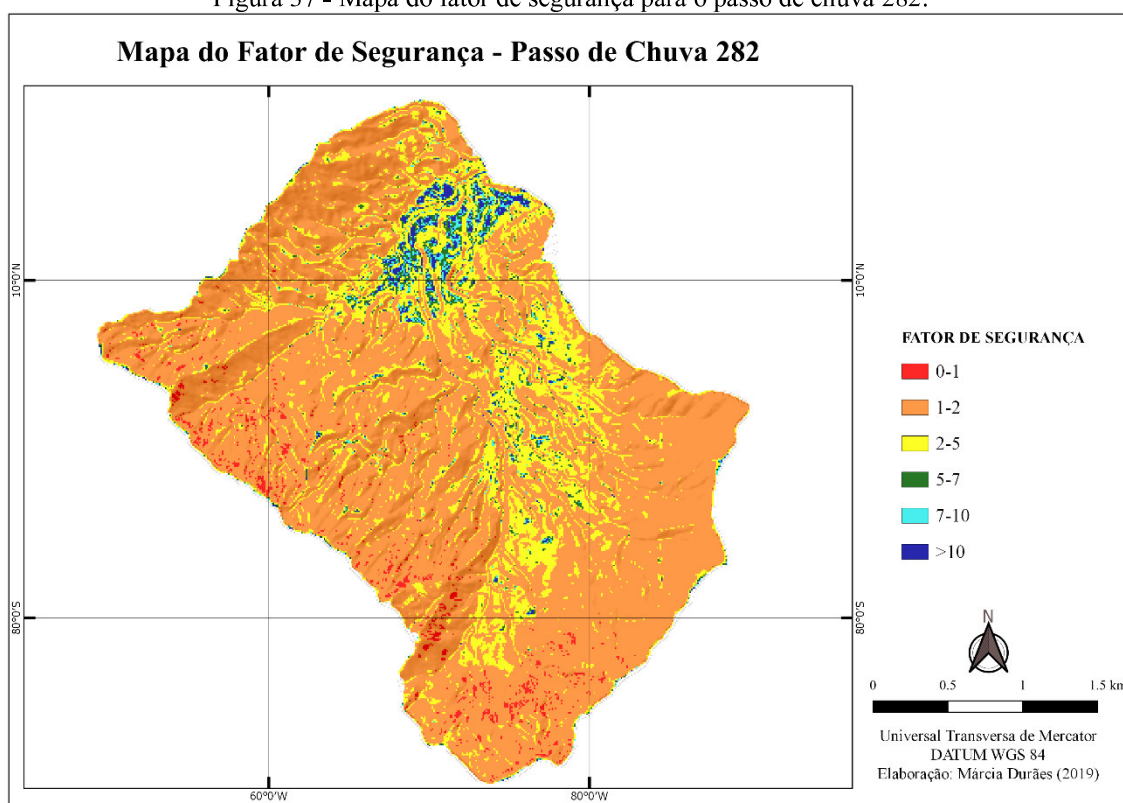 Figura 37 - Mapa do fator de segurança para o passo de chuva 282.
Mapa do Fator de Segurança - Passo de Chuva 282
10°0'N
10°0'N
FATOR DE SEGURANÇA
0-1
1-2
2-5
5-7
7-10
>10
80°0'S
80°0'S
N
0 0.5 1 1.5 km
Universal Transversa de Mercator
DATUM WGS 84
Elaboração: Márcia Durães (2019)
60°0'W 80°0'W